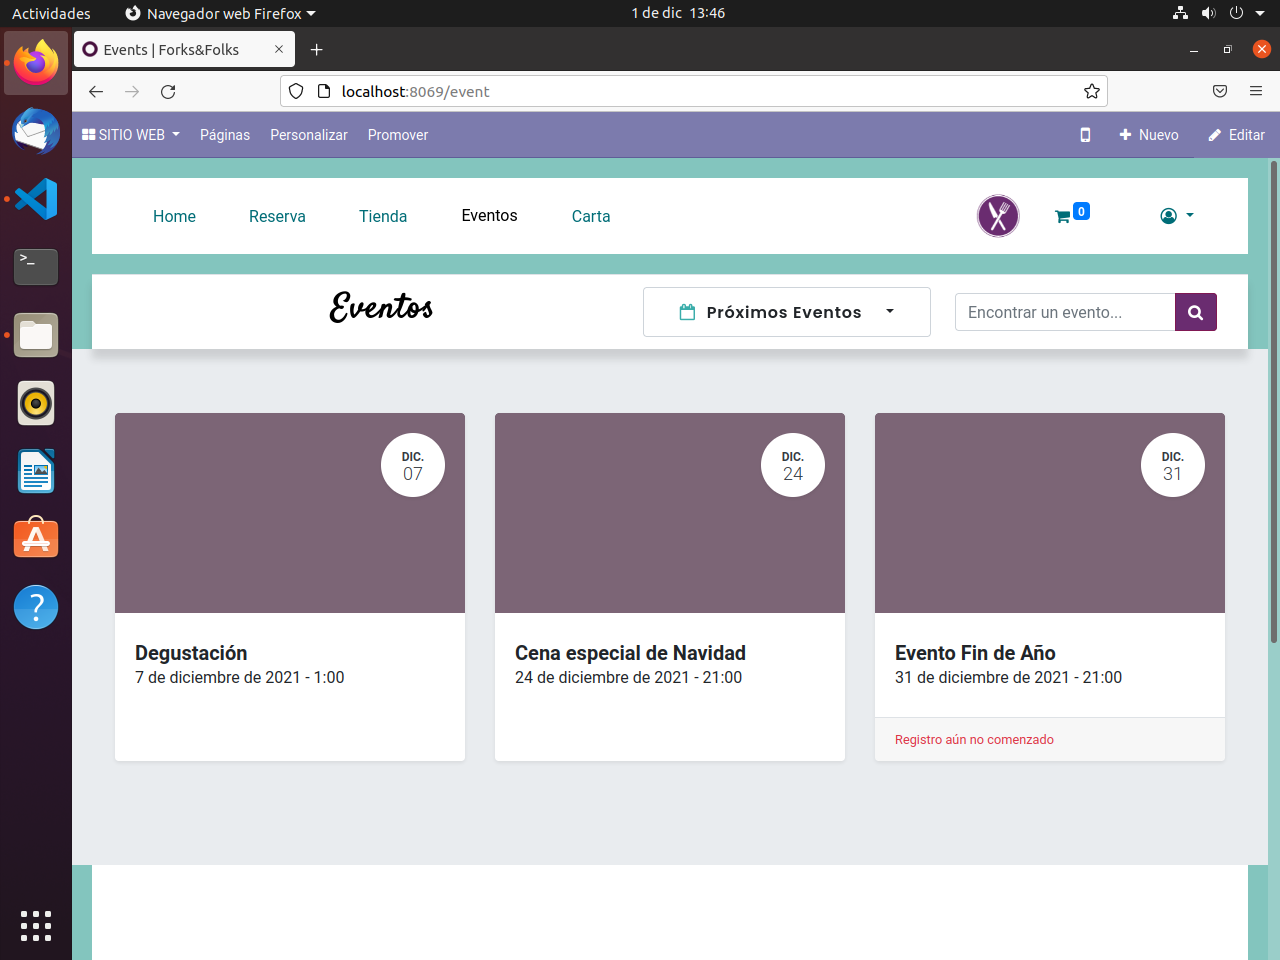 Actividades
Navegador web Firefox
1 de dic 13:46
Events | Forks&Folks
localhost:8069/event
SITIO WEB
Páginas
Personalizar
Promover
Nuevo
Editar
Home
Reserva
Tienda
Eventos
Carta
0
Eventos
Próximos Eventos
Encontrar un evento...
DIC.
07
DIC.
24
DIC.
31
Degustación
7 de diciembre de 2021 - 1:00
Cena especial de Navidad
24 de diciembre de 2021 - 21:00
Evento Fin de Año
31 de diciembre de 2021 - 21:00
Registro aún no comenzado